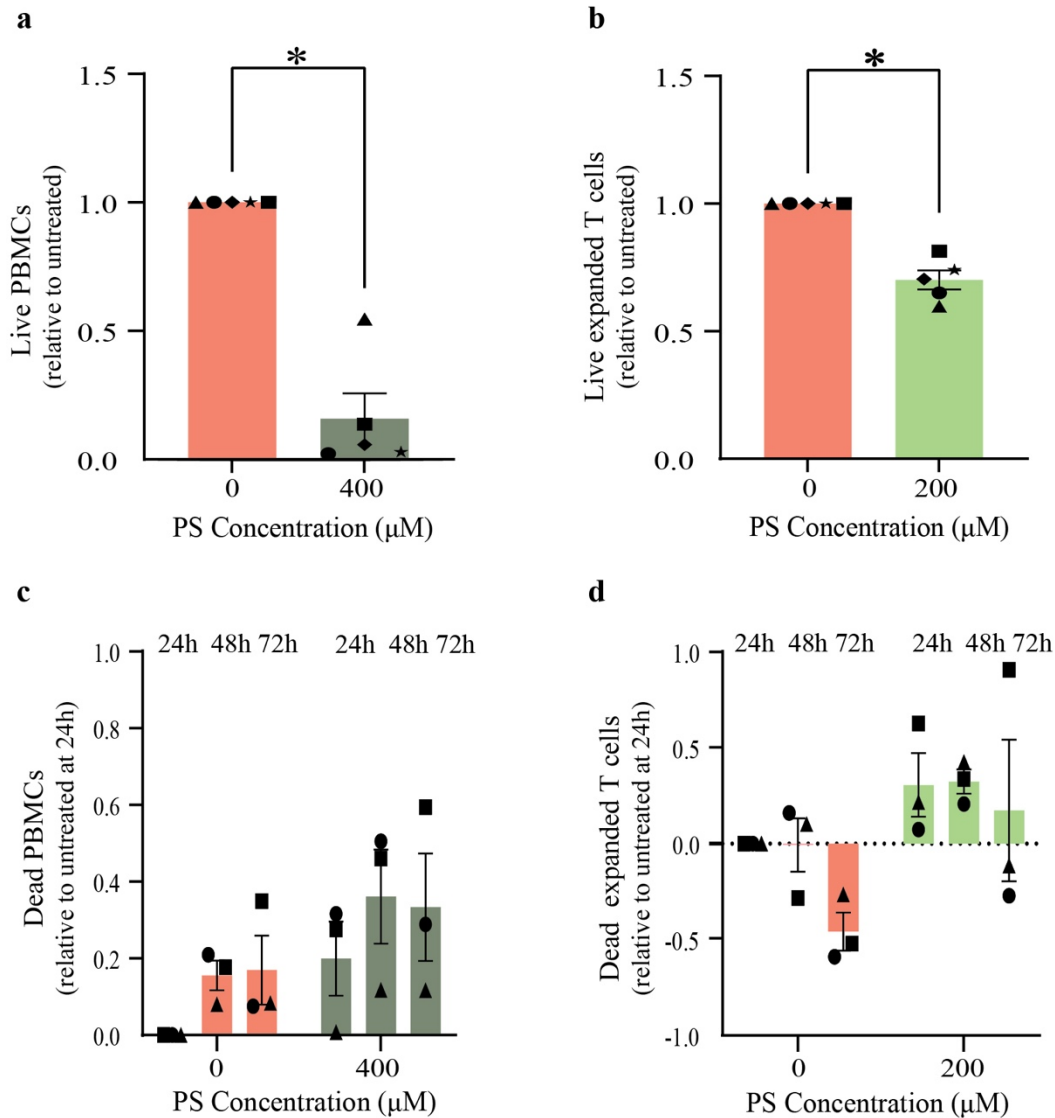 a
*
1.5
1.0
0.5
0.0
Live PBMCs
(relative to untreated)
0 400
PS Concentration (μM)
b
*
1.5
1.0
0.5
0.0
Live expanded T cells
(relative to untreated)
0 200
PS Concentration (μM)
c
24h 48h 72h 24h 48h 72h
1.0
0.8
0.6
0.4
0.2
0.0
Dead PBMCs
(relative to untreated at 24h)
0 400
PS Concentration (μM)
d
24h 48h 72h 24h 48h 72h
1.0
0.5
0.0
-0.5
-1.0
Dead expanded T cells
(relative to untreated at 24h)
0 200
PS Concentration (μM)